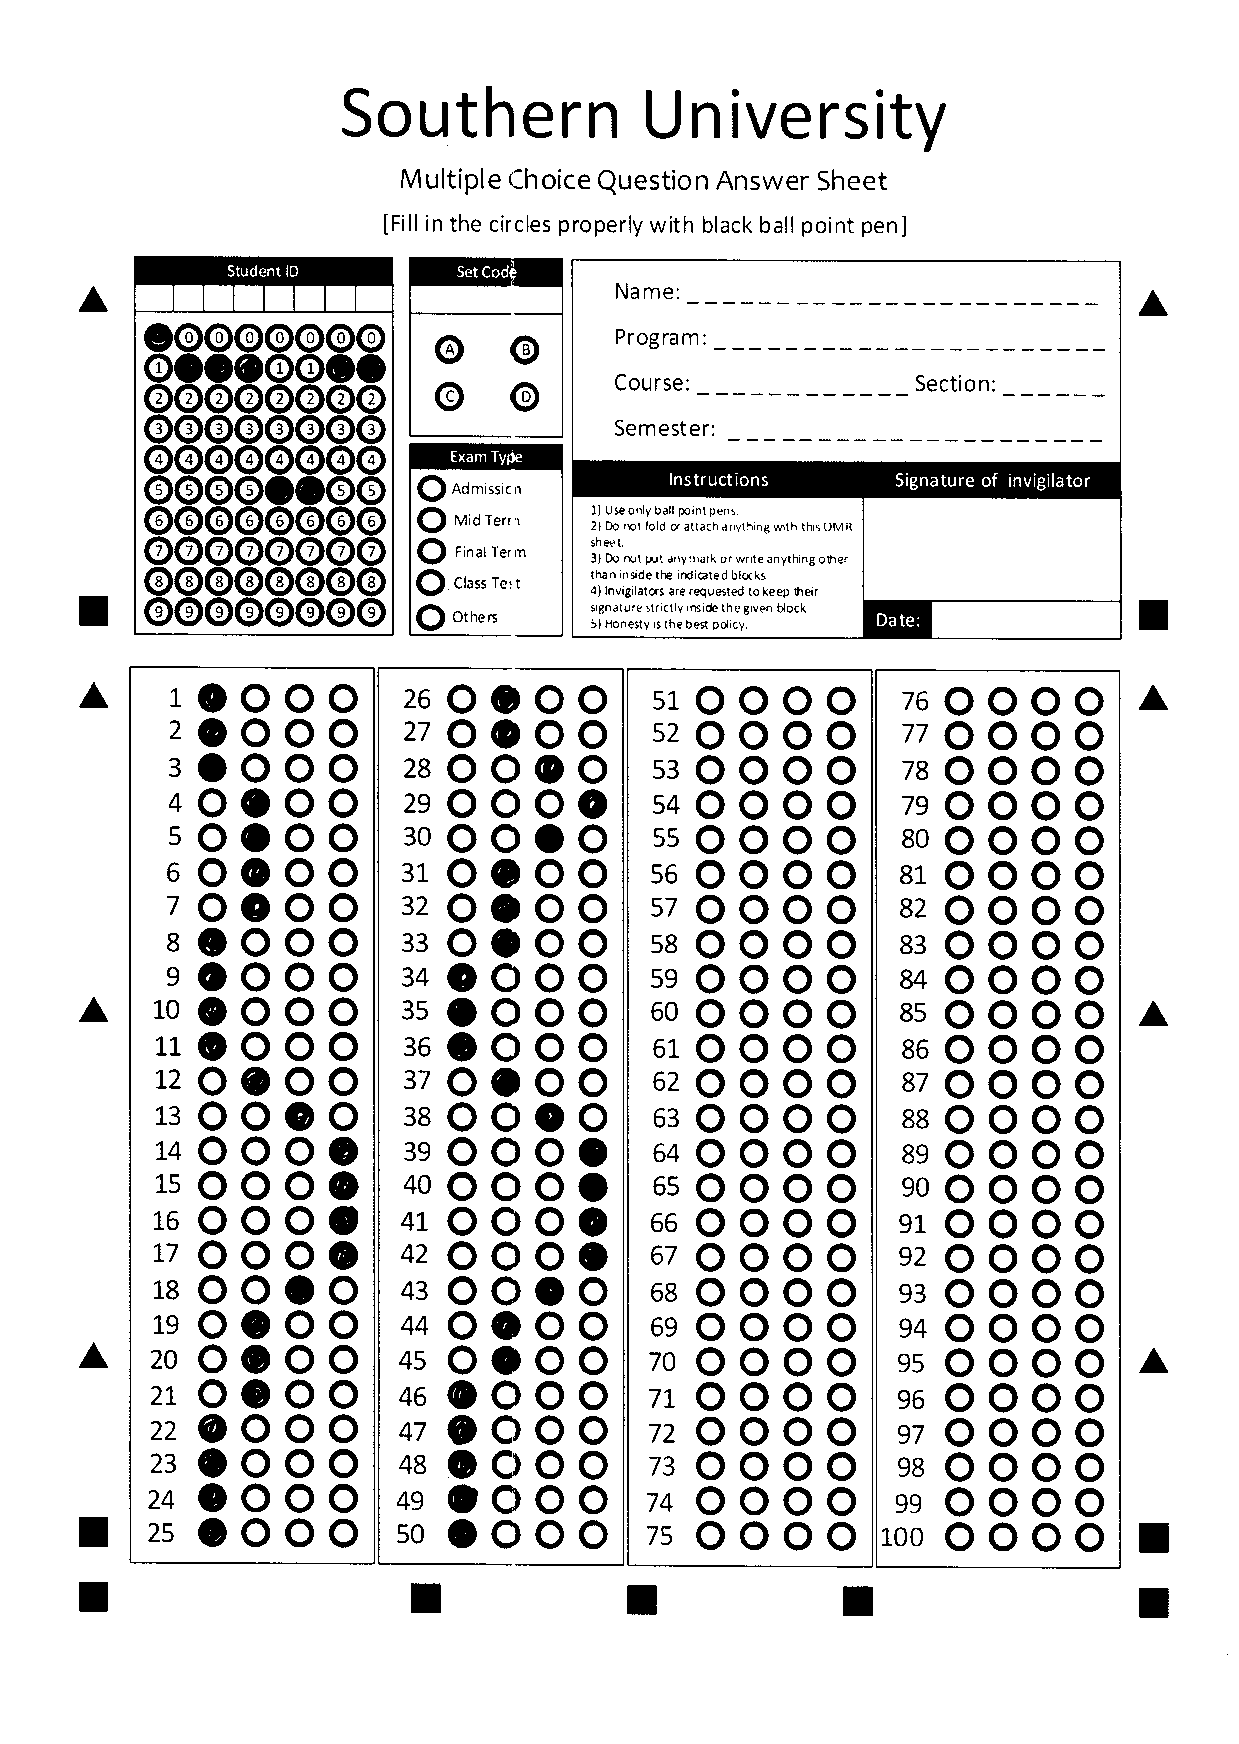 Southern University
Multiple Choice Question Answer Sheet
[Fill in the circles properly with black ball point pen]
Student ID
0 0 0 0 0 0 0
1 1 1
2 2 2 2 2 2 2 2
3 3 3 3 3 3 3 3
4 4 4 4 4 4 4 4
5 5 5 5 5 5
6 6 6 6 6 6 6 6
7 7 7 7 7 7 7 7
8 8 8 8 8 8 8 8
9 9 9 9 9 9 9 9
Set Code
A B
C D
Exam Type
Admission
Mid Term
Final Term
Class Test
Others
Name:
Program:
Course: Section:
Semester:
Instructions
1) Use only ball point pens.
2) Do not fold or attach anything with this OMR
sheet.
3) Do not put any mark or write anything other
than inside the indicated blocks
4) Invigilators are requested to keep their
signature strictly inside the given block
5) Honesty is the best policy.
Signature of invigilator
Date:
1 26 51 76
2 27 52 77
3 28 53 78
4 29 54 79
5 30 55 80
6 31 56 81
7 32 57 82
8 33 58 83
9 34 59 84
10 35 60 85
11 36 61 86
12 37 62 87
13 38 63 88
14 39 64 89
15 40 65 90
16 41 66 91
17 42 67 92
18 43 68 93
19 44 69 94
20 45 70 95
21 46 71 96
22 47 72 97
23 48 73 98
24 49 74 99
25 50 75 100